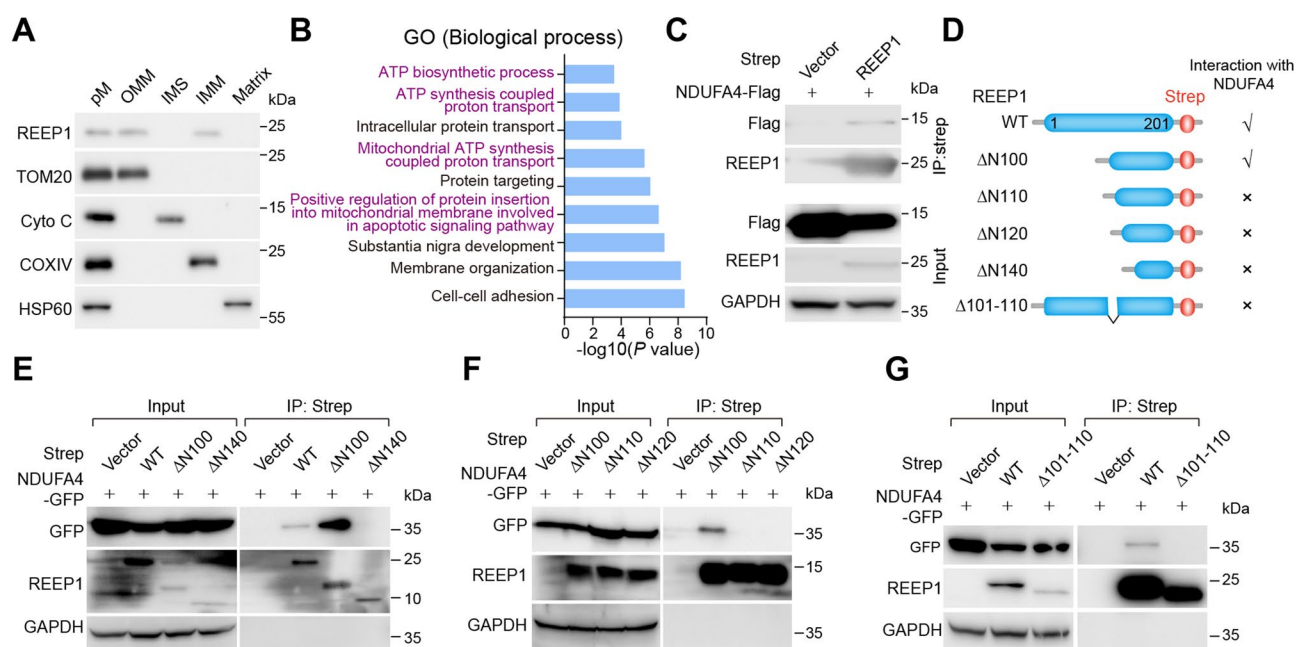 A
pM OMM IMS IMM Matrix
kDa
REEP1
25
TOM20
25
Cyto C
15
COXIV
25
HSP60
55
B
GO (Biological process)
ATP biosynthetic process
ATP synthesis coupled
proton transport
Intracellular protein transport
Mitochondrial ATP synthesis
coupled proton transport
Protein targeting
Positive regulation of protein insertion
into mitochondrial membrane involved
in apoptotic signaling pathway
Substantia nigra development
Membrane organization
Cell-cell adhesion
0 2 4 6 8 10
-log10(P value)
C
Strep Vector REEP1
NDUFA4-Flag + + kDa
Flag 15
REEP1 25
IP:strep
Flag 15
REEP1 25
GAPDH 35
Input
D
Interaction with
NDUFA4
REEP1 Strep
WT 1 201 √
ΔN100 √
ΔN110 ×
ΔN120 ×
ΔN140 ×
Δ101-110 ×
E
Input IP: Strep
Strep Vector WT ΔN100 ΔN140 Vector WT ΔN100 ΔN140
NDUFA4
-GFP + + + + + + + + kDa
GFP 35
REEP1 25
10
GAPDH 35
F
Input IP: Strep
Strep Vector ΔN100 ΔN110 ΔN120 Vector ΔN100 ΔN110 ΔN120
NDUFA4
-GFP + + + + + + + + kDa
GFP 35
REEP1 15
GAPDH 35
G
Input IP: Strep
Strep Vector WT Δ101-110 Vector WT Δ101-110
NDUFA4
-GFP + + + + + + kDa
GFP 35
REEP1 25
GAPDH 35